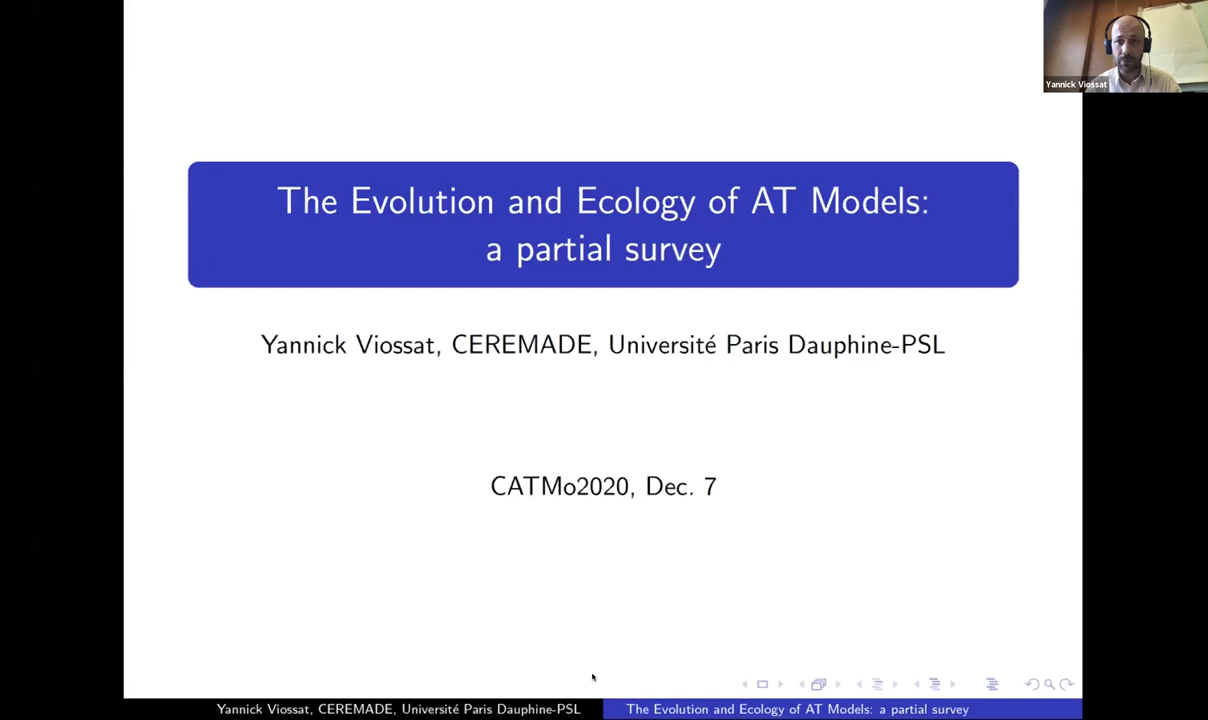 Yannick Viossat
The Evolution and Ecology of AT Models:
a partial survey
Yannick Viossat, CEREMADE, Université Paris Dauphine-PSL
CATMo2020, Dec. 7
Yannick Viossat, CEREMADE, Université Paris Dauphine-PSL
The Evolution and Ecology of AT Models: a partial survey